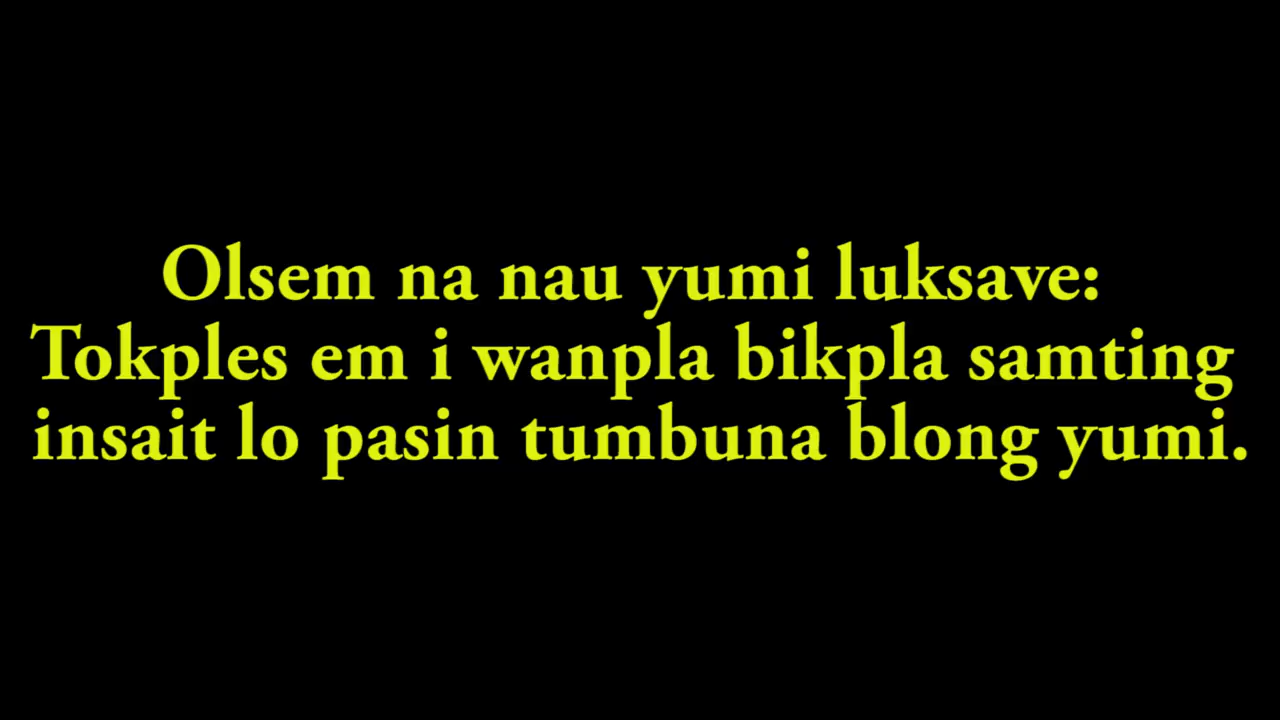 Olsem na nau yumi luksave:
Tokples em i wanpla bikpla samting
insait lo pasin tumbuna blong yumi.